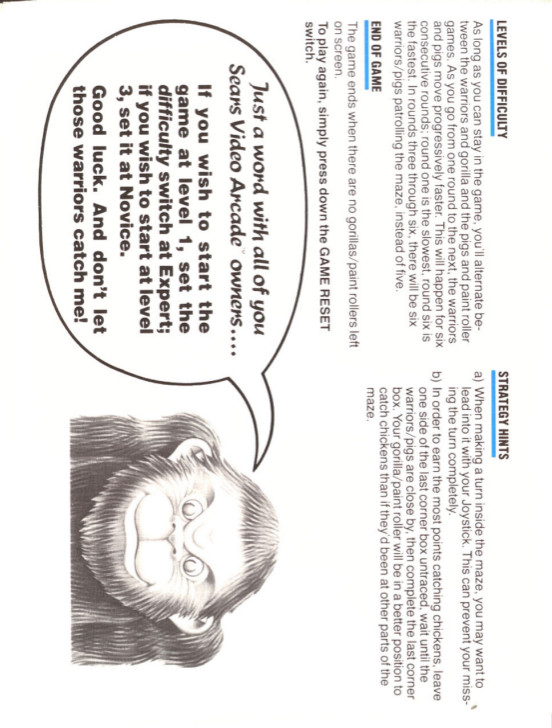 LEVELS OF DIFFICULTY
As long as you can stay in the game, you'll alternate be-
tween the warriors and gorilla and the pigs and paint roller
games. As you go from one round to the next, the warriors
and pigs move progressively faster. This will happen for six
consecutive rounds; round one is the slowest, round six is
the fastest. In rounds three through six, there will be six
warriors/pigs patrolling the maze, instead of five.
END OF GAME
The game ends when there are no gorillas/paint rollers left
on screen.
To play again, simply press down the GAME RESET
switch.
Just a word with all of you
Sears Video Arcade™ owners....
If you wish to start the
game at level 1, set the
difficulty switch at Expert;
if you wish to start at level
3, set it at Novice.
Good luck. And don't let
those warriors catch me!
STRATEGY HINTS
a) When making a turn inside the maze, you may want to
lead into it with your Joystick. This can prevent your miss-
ing the turn completely.
b) In order to earn the most points catching chickens, leave
one side of the last corner box untraced, wait until the
warriors/pigs are close by, then complete the last corner
box. Your gorilla/paint roller will be in a better position to
catch chickens than if they'd been at other parts of the
maze.